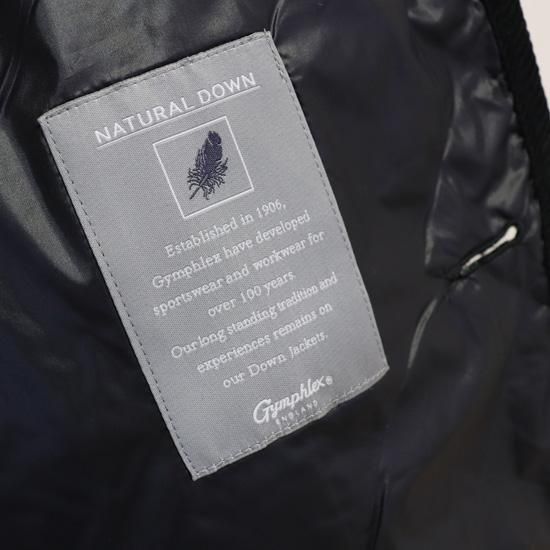 NATURAL DOWN
Established in 1906,
Gymphlex have developed
sportswear and workwear for
over 100 years.
Our long standing tradition and
experiences remains on
our Down Jackets.
Gymphlex®
ENGLAND